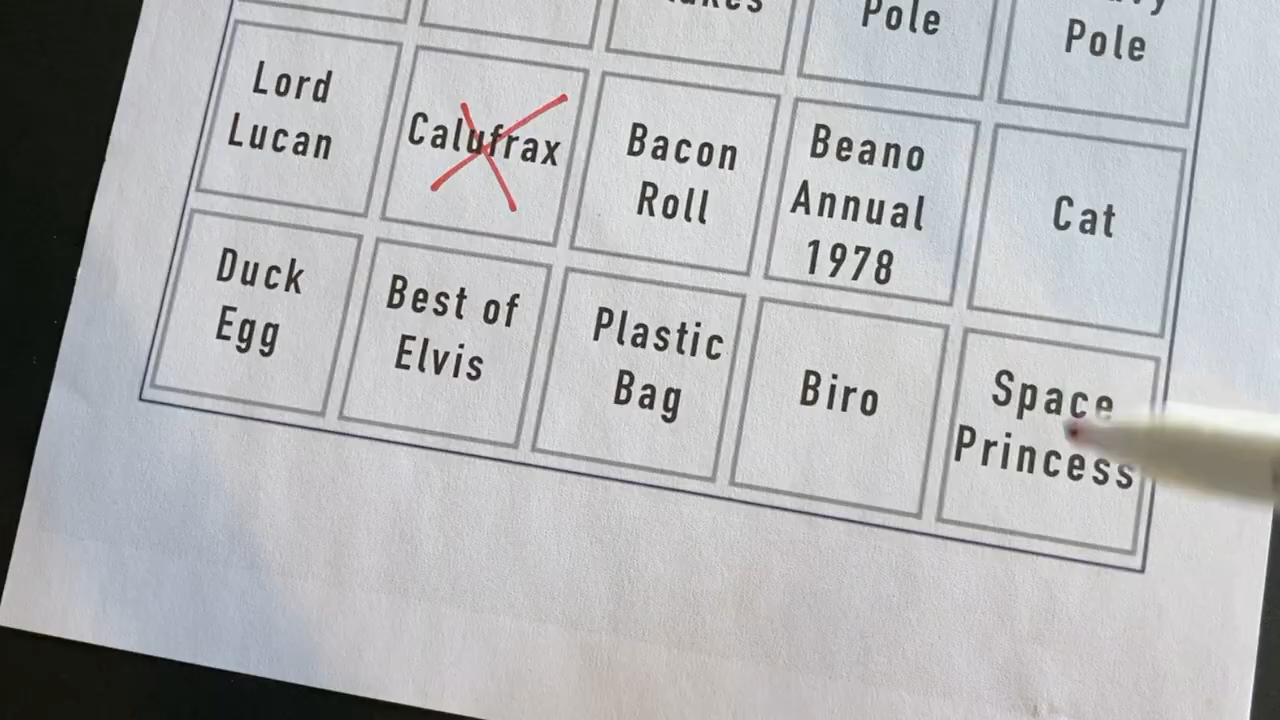 Pole
Pole
Lord
Lucan
Calufrax
Bacon
Roll
Beano
Annual
1978
Cat
Duck
Egg
Best of
Elvis
Plastic
Bag
Biro
Space
Princess